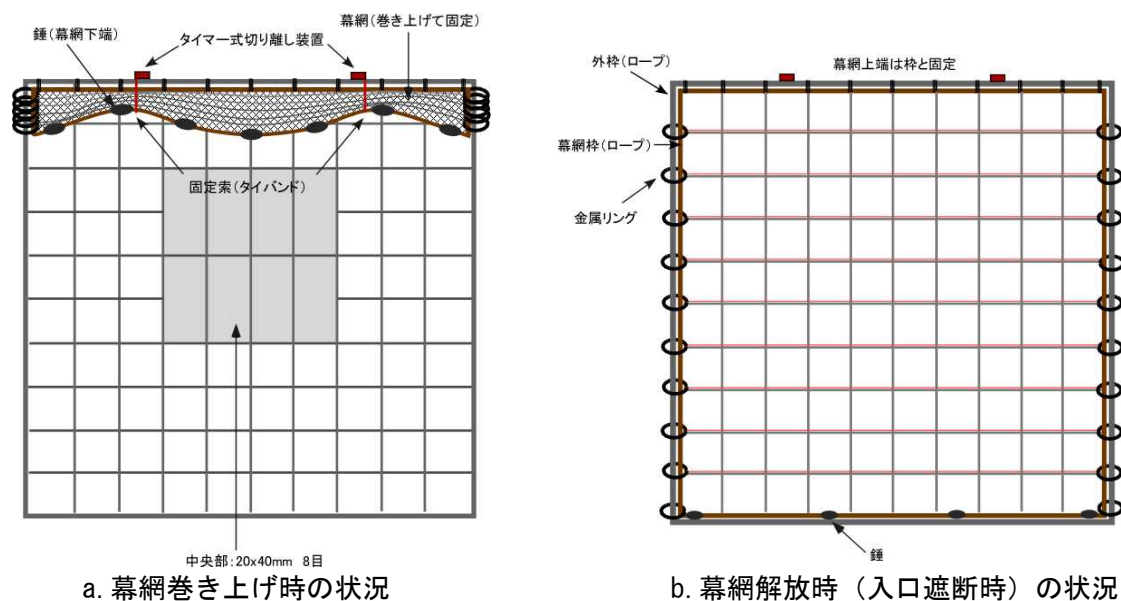 錘(幕網下端)
タイマー式切り離し装置
幕網(巻き上げて固定)
固定索(タイバンド)
中央部:20x40mm 8目
a. 幕網巻き上げ時の状況
外枠(ロープ)
幕網上端は枠と固定
幕網枠(ロープ)
金属リング
錘
b. 幕網解放時（入口遮断時）の状況